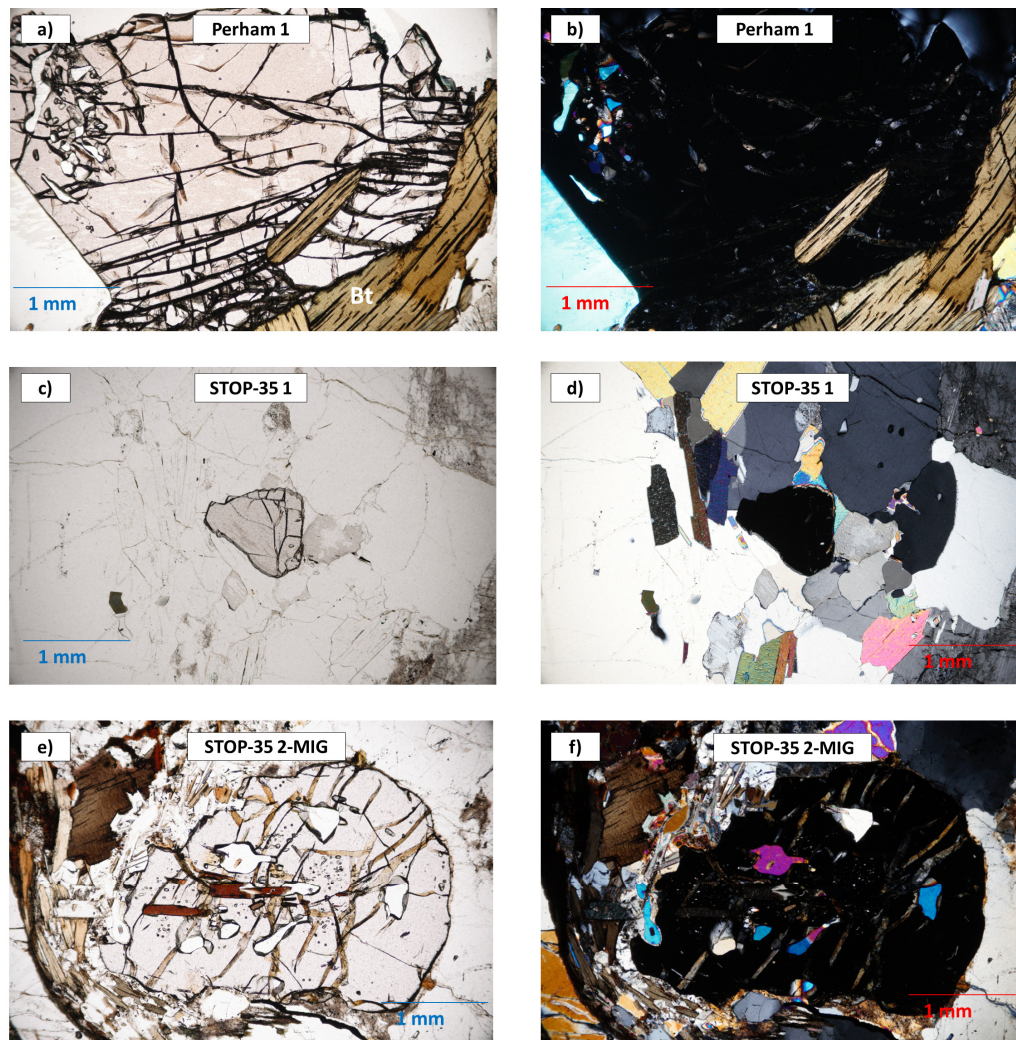 a)
Perham 1
1 mm
Bt
b)
Perham 1
1 mm
c)
STOP-35 1
1 mm
d)
STOP-35 1
1 mm
e)
STOP-35 2-MIG
1 mm
f)
STOP-35 2-MIG
1 mm